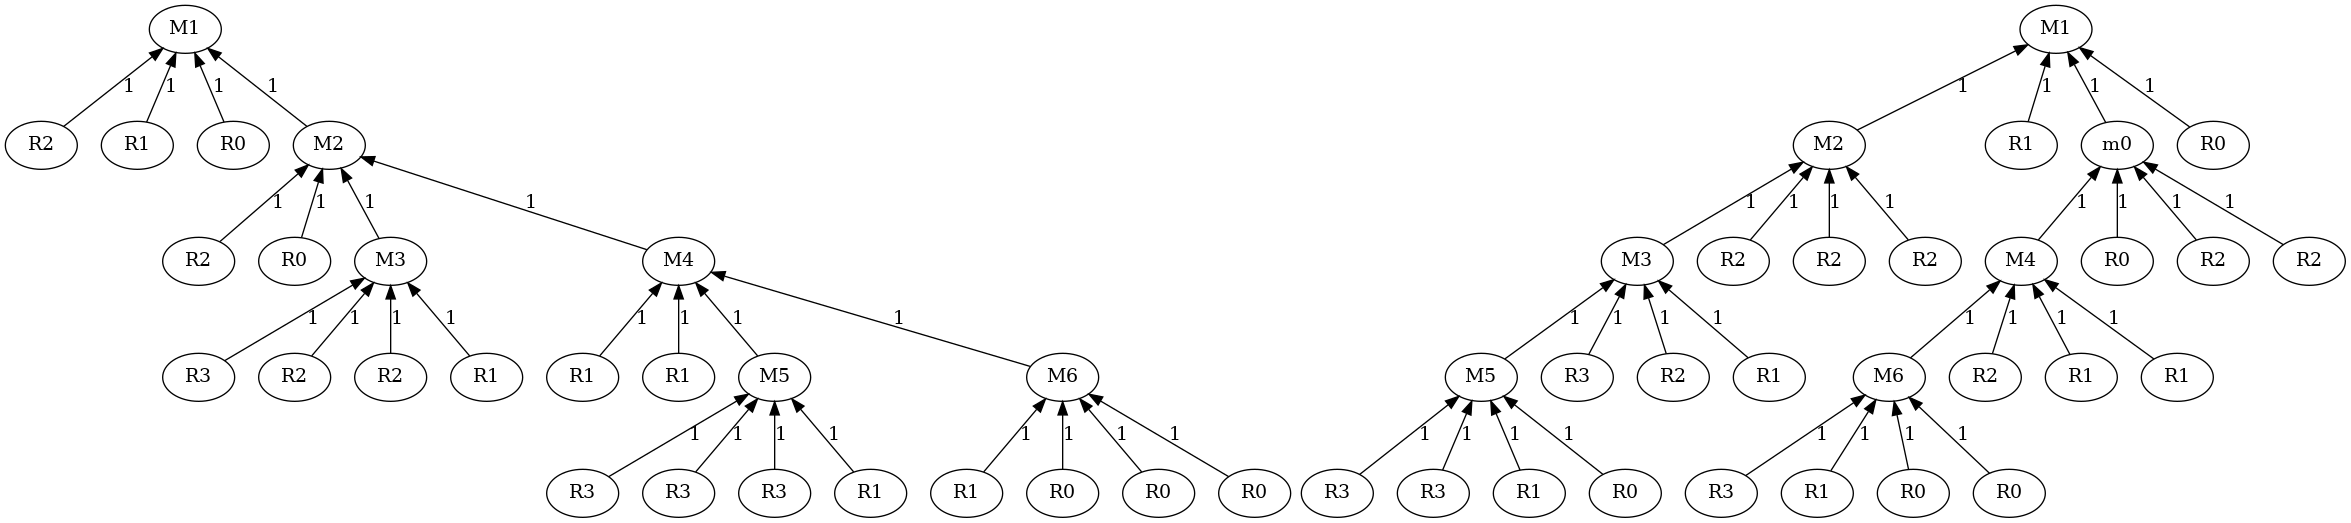 M1 M1
1 1 1 1 1 1 1 1
R2 R1 R0 M2 M2 R1 m0 R0
1 1 1 1 1 1 1 1 1 1 1 1
R2 R0 M3 M4 M3 R2 R2 R2 M4 R0 R2 R2
1 1 1 1 1 1 1 1 1 1 1 1 1 1 1 1
R3 R2 R2 R1 R1 R1 M5 M6 M5 R3 R2 R1 M6 R2 R1 R1
1 1 1 1 1 1 1 1 1 1 1 1 1 1 1 1
R3 R3 R3 R1 R1 R0 R0 R0 R3 R3 R1 R0 R3 R1 R0 R0